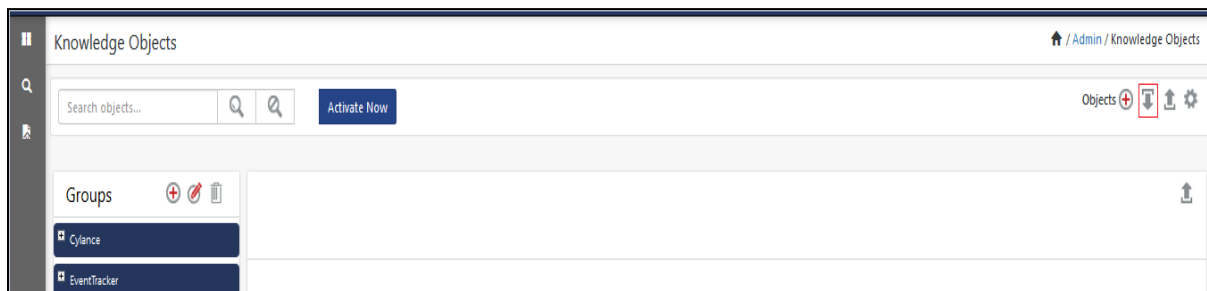 Knowledge Objects
/ Admin / Knowledge Objects
Search objects...
Activate Now
Objects
Groups
Cylance
EventTracker